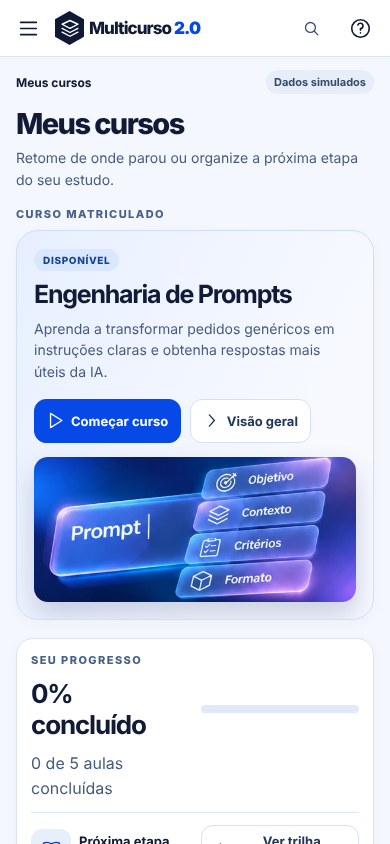 Multicurso 2.0
Meus cursos
Dados simulados
Meus cursos
Retome de onde parou ou organize a próxima etapa
do seu estudo.
CURSO MATRICULADO
DISPONÍVEL
Engenharia de Prompts
Aprenda a transformar pedidos genéricos em
instruções claras e obtenha respostas mais
úteis da IA.
Começar curso
Visão geral
Prompt
Objetivo
Contexto
Critérios
Formato
SEU PROGRESSO
0%
concluído
0 de 5 aulas
concluídas
Próxima etapa
Ver trilha